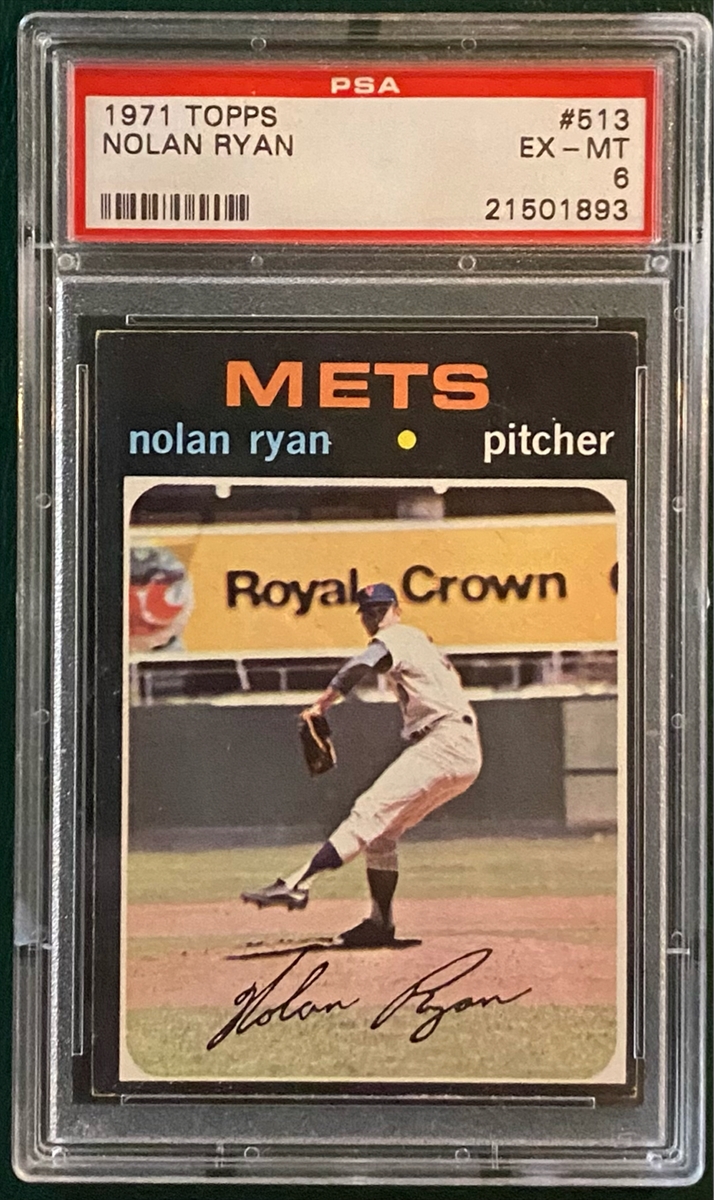 PSA
1971 TOPPS #513
NOLAN RYAN EX - MT
6
21501893
METS
nolan ryan • pitcher
Royal Crown
Nolan Ryan